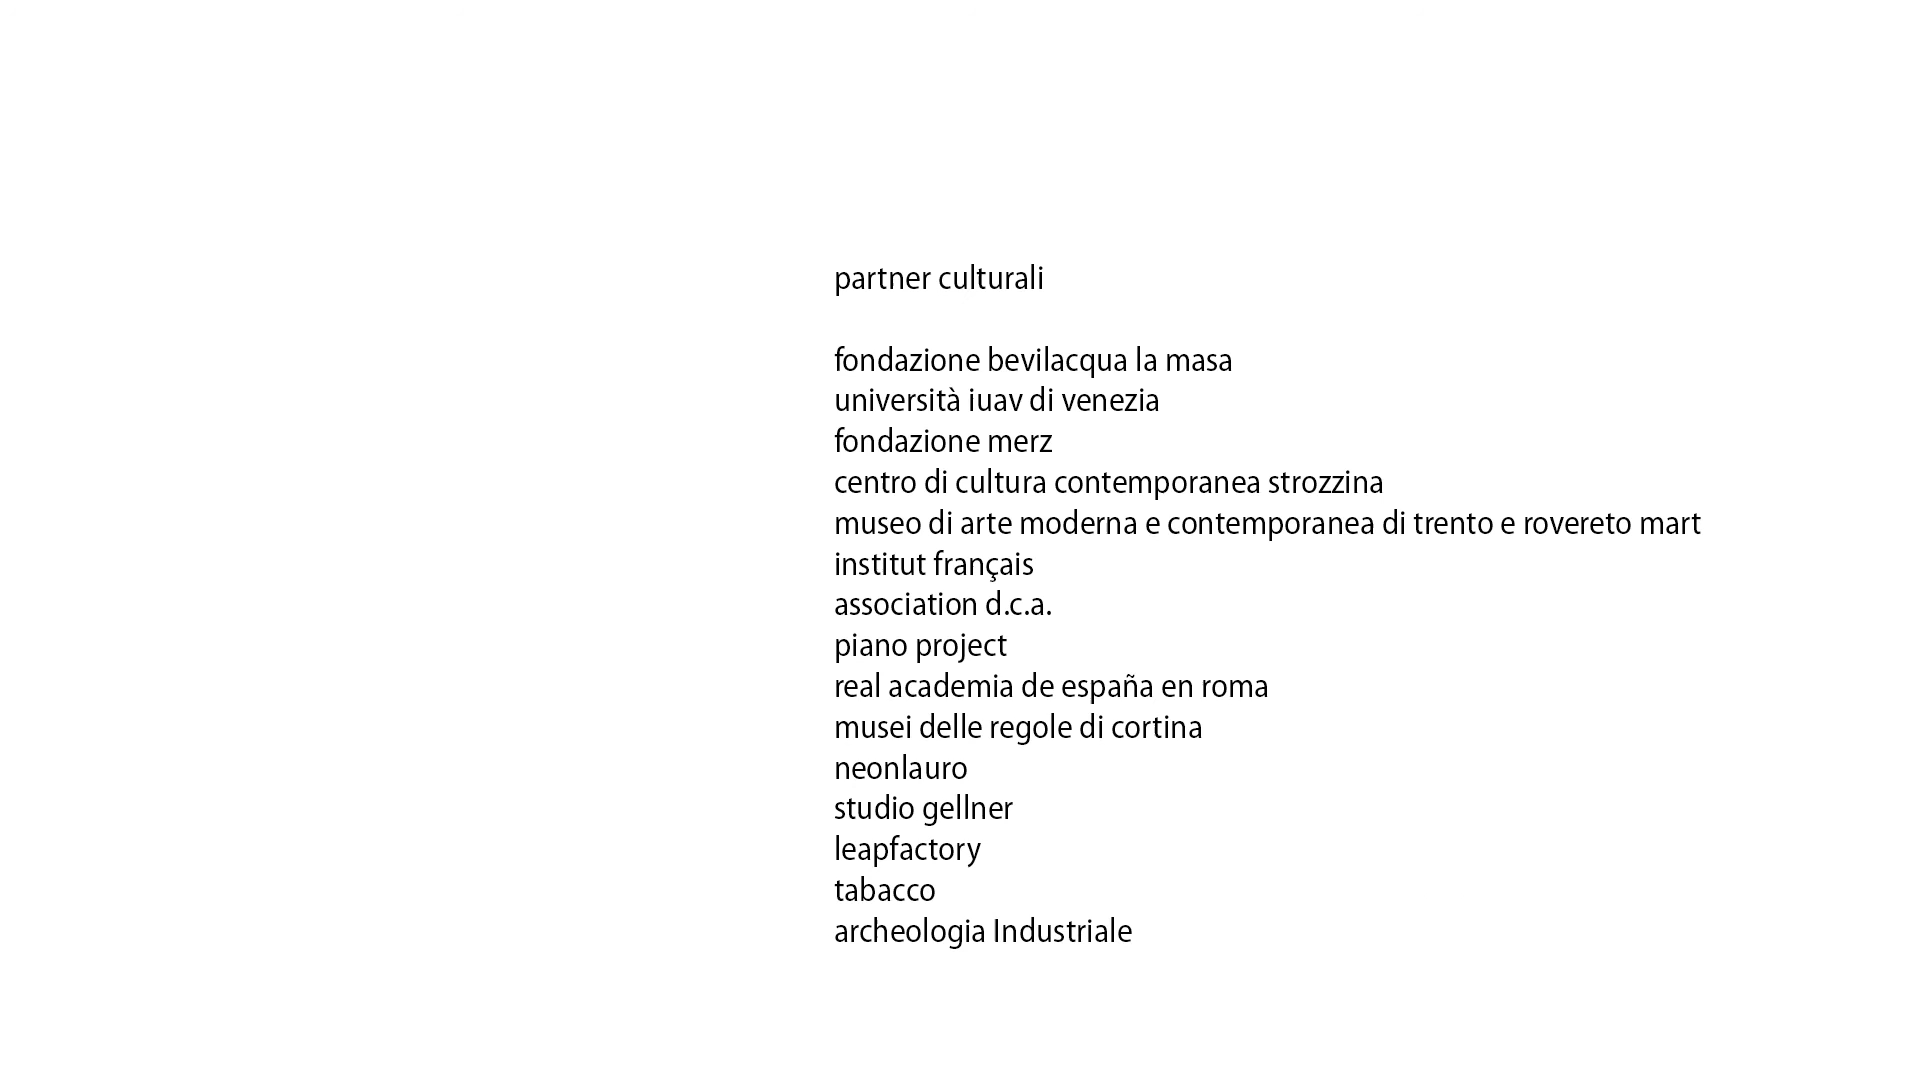 partner culturali
fondazione bevilacqua la masa
università iuav di venezia
fondazione merz
centro di cultura contemporanea strozzina
museo di arte moderna e contemporanea di trento e rovereto mart
institut français
association d.c.a.
piano project
real academia de españa en roma
musei delle regole di cortina
neonlauro
studio gellner
leapfactory
tabacco
archeologia Industriale